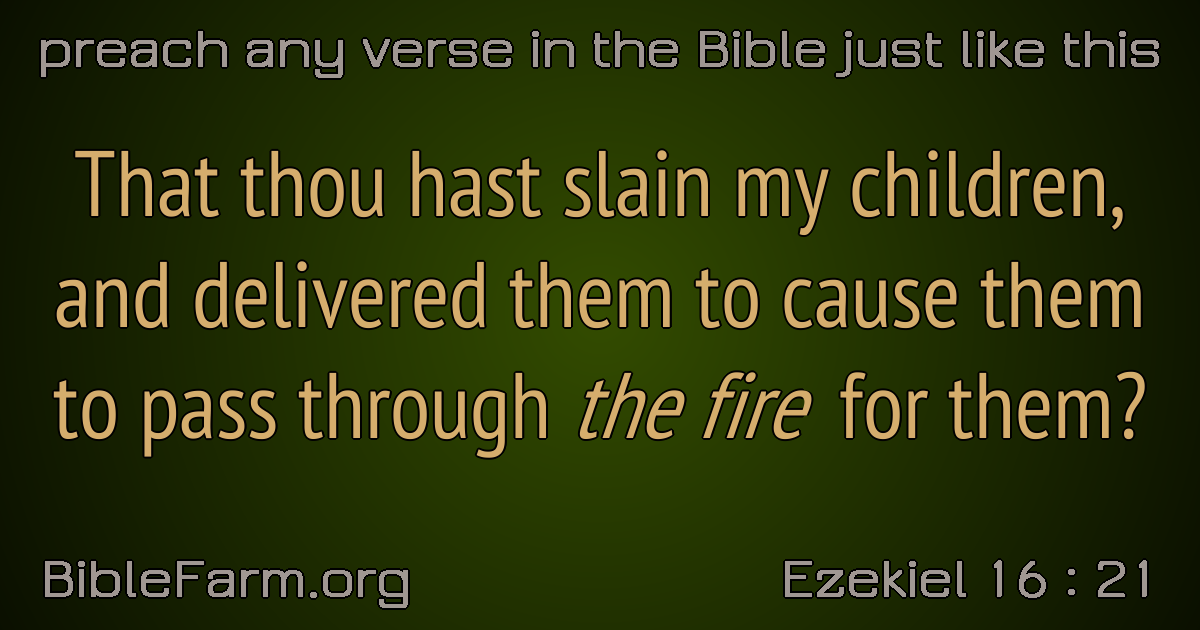 preach any verse in the Bible just like this
That thou hast slain my children,
and delivered them to cause them
to pass through the fire for them?
BibleFarm.org
Ezekiel 16 : 21